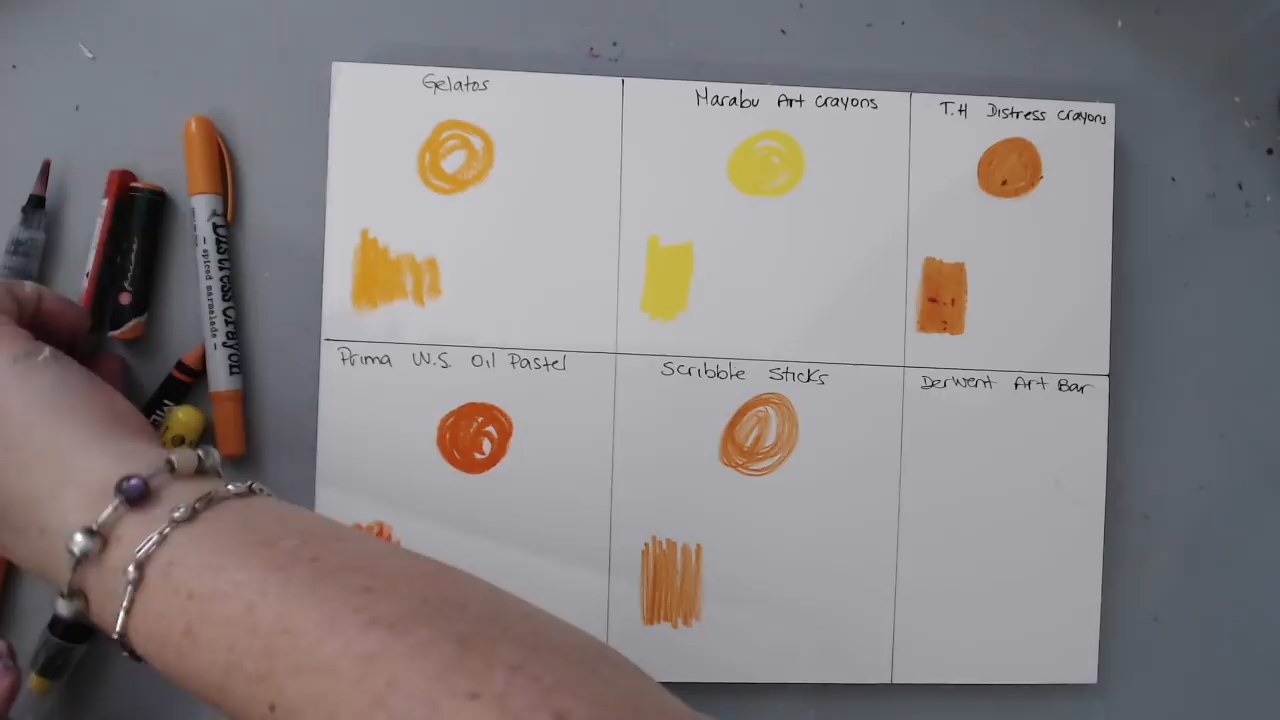 Gelatos
Marabu Art crayons
T.H Distress crayons
Prima W.S. Oil Pastel
Scribble Sticks
Derwent Art Bar
Distress Crayon
- spiced marmalade -